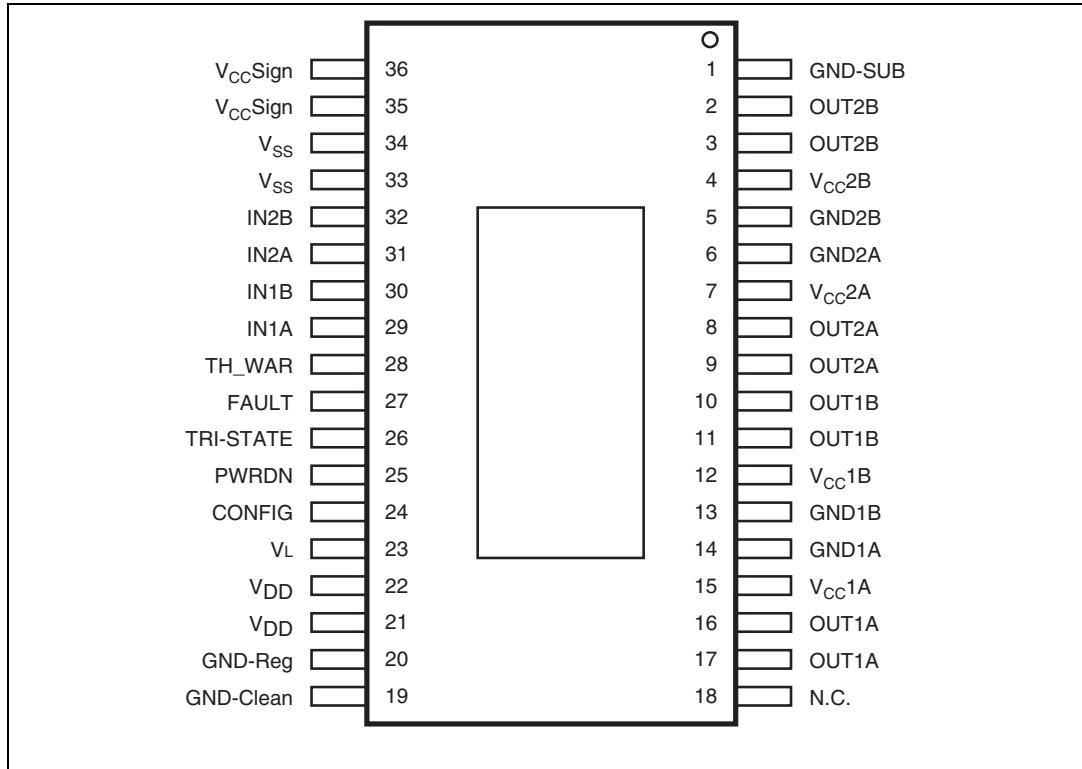 VCCSign 36 1 GND-SUB
VCCSign 35 2 OUT2B
VSS 34 3 OUT2B
VSS 33 4 VCC2B
IN2B 32 5 GND2B
IN2A 31 6 GND2A
IN1B 30 7 VCC2A
IN1A 29 8 OUT2A
TH_WAR 28 9 OUT2A
FAULT 27 10 OUT1B
TRI-STATE 26 11 OUT1B
PWRDN 25 12 VCC1B
CONFIG 24 13 GND1B
VL 23 14 GND1A
VDD 22 15 VCC1A
VDD 21 16 OUT1A
GND-Reg 20 17 OUT1A
GND-Clean 19 18 N.C.